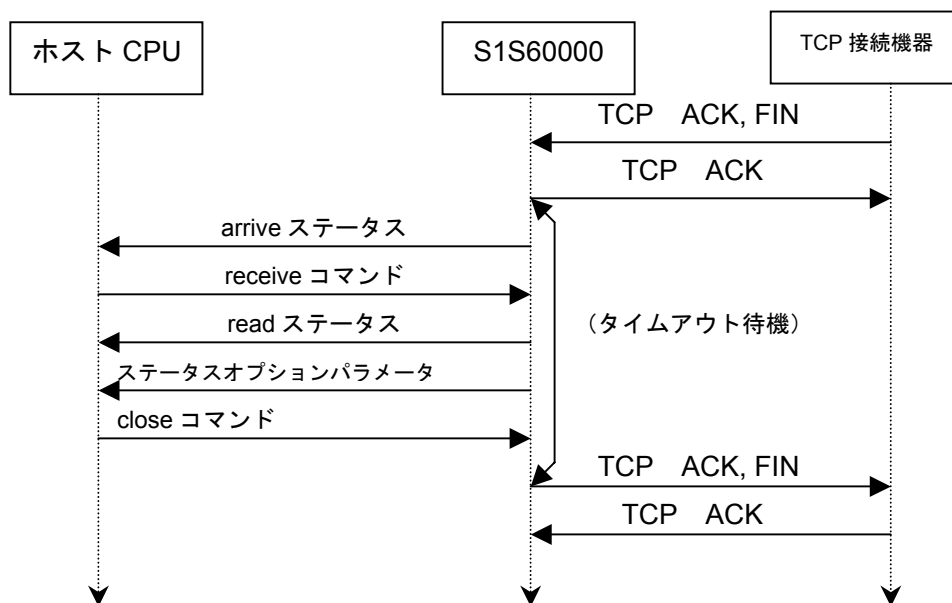 ホスト CPU
S1S60000
TCP 接続機器
TCP ACK, FIN
TCP ACK
arrive ステータス
receive コマンド
read ステータス
（タイムアウト待機）
ステータスオプションパラメータ
close コマンド
TCP ACK, FIN
TCP ACK